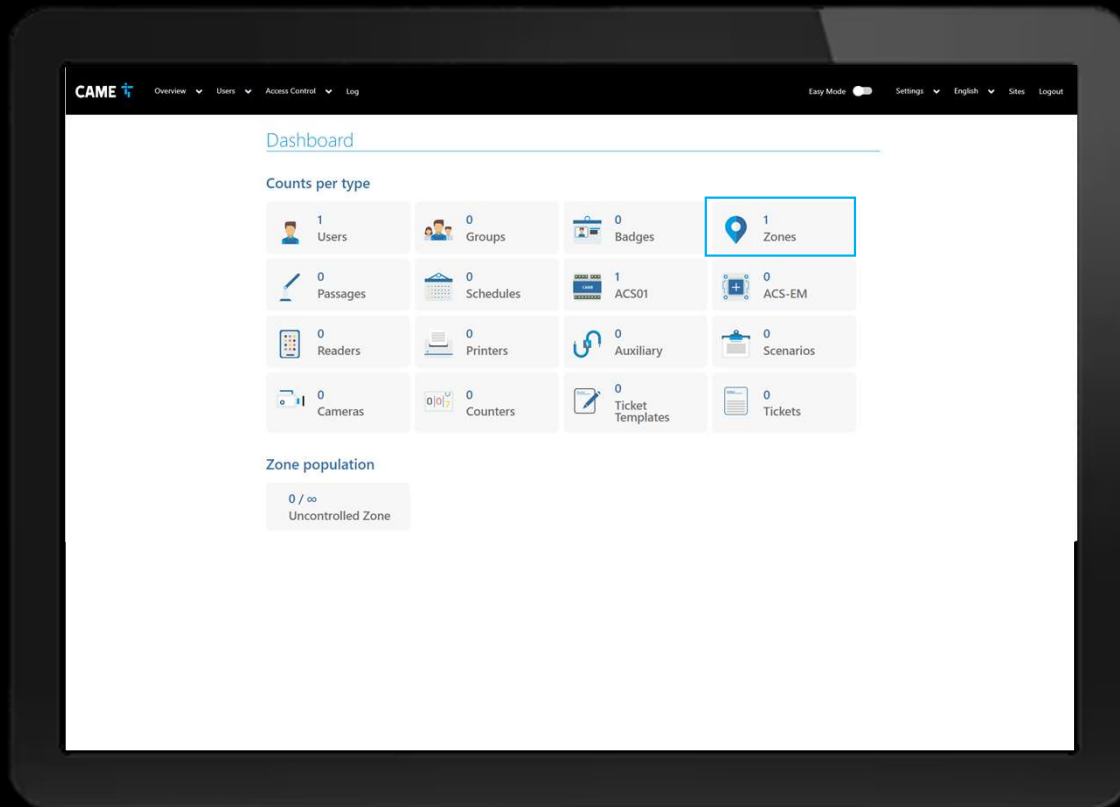 CAME Overview Users Access Control Log Easy Mode Settings English Sites Logout
Dashboard
Counts per type
1
Users
0
Groups
0
Badges
1
Zones
0
Passages
0
Schedules
CAME
1
ACS01
0
ACS-EM
0
Readers
0
Printers
0
Auxiliary
0
Scenarios
0
Cameras
0
Counters
0
Ticket
Templates
0
Tickets
Zone population
0 / ∞
Uncontrolled Zone